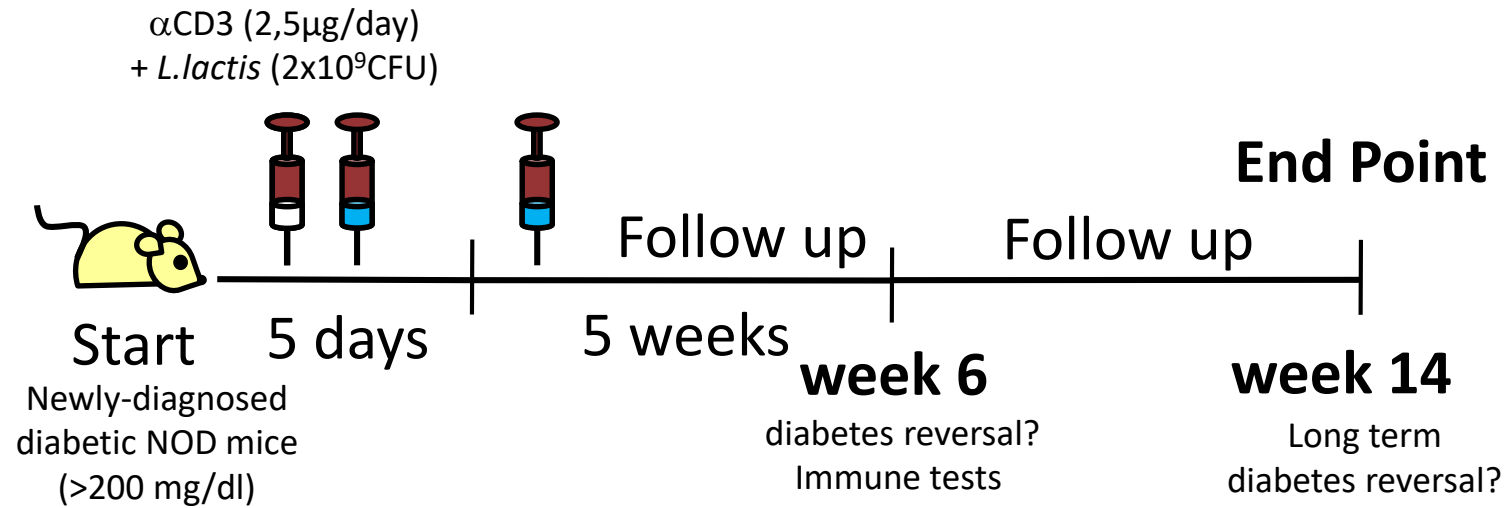 αCD3 (2,5µg/day)
+ L.lactis (2x10⁹CFU)
End Point
Follow up
Follow up
Start
5 days
5 weeks
week 6
week 14
Newly-diagnosed
diabetic NOD mice
(>200 mg/dl)
diabetes reversal?
Immune tests
Long term
diabetes reversal?